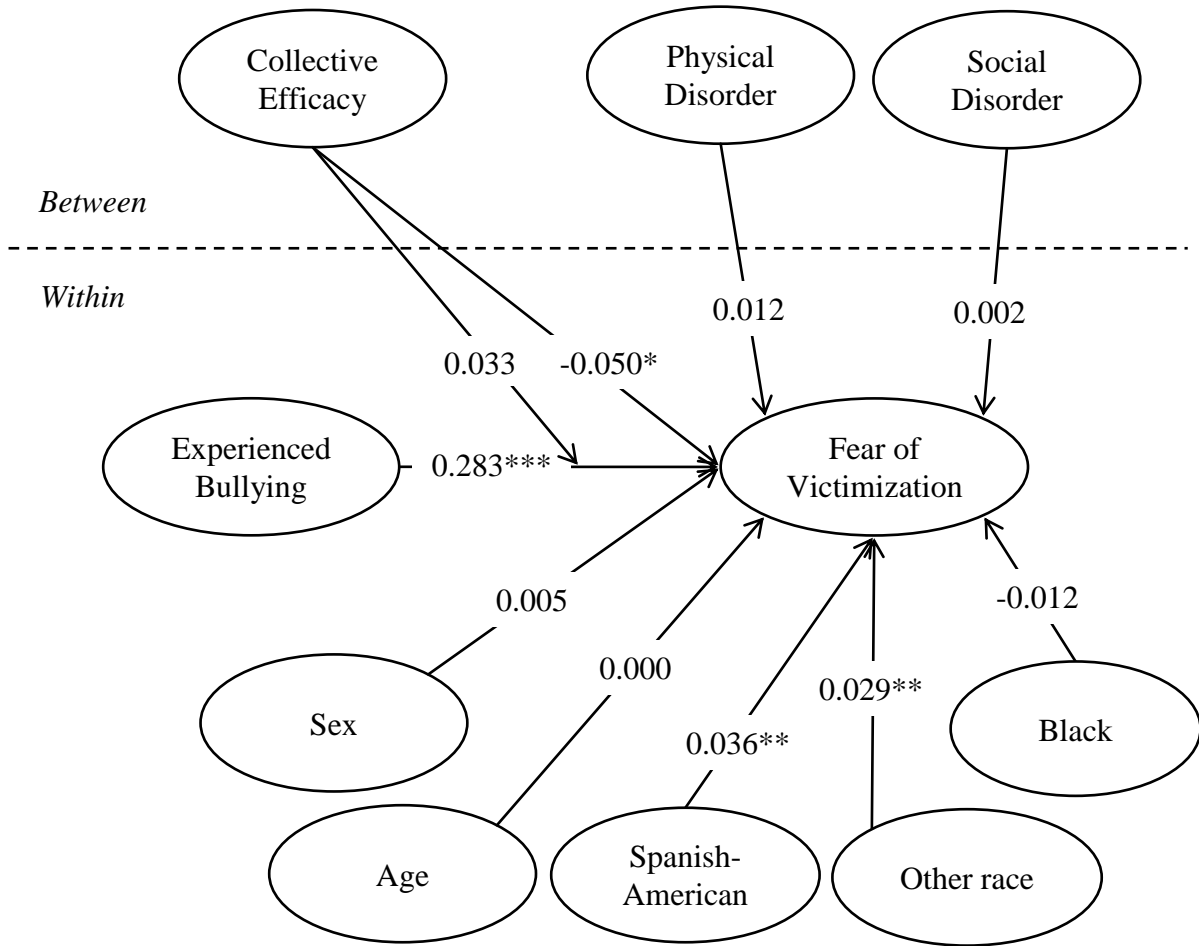 Collective
Efficacy
Physical
Disorder
Social
Disorder
Between
Within
0.012
0.002
0.033
-0.050*
Experienced
Bullying
0.283***
Fear of
Victimization
0.005
-0.012
0.000
0.029**
Sex
0.036**
Black
Age
Spanish-
American
Other race